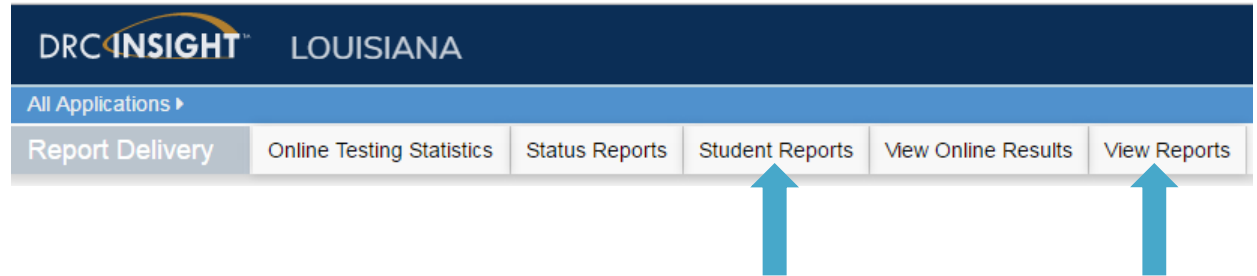 DRC INSIGHT™ LOUISIANA
All Applications
Report Delivery Online Testing Statistics Status Reports Student Reports View Online Results View Reports